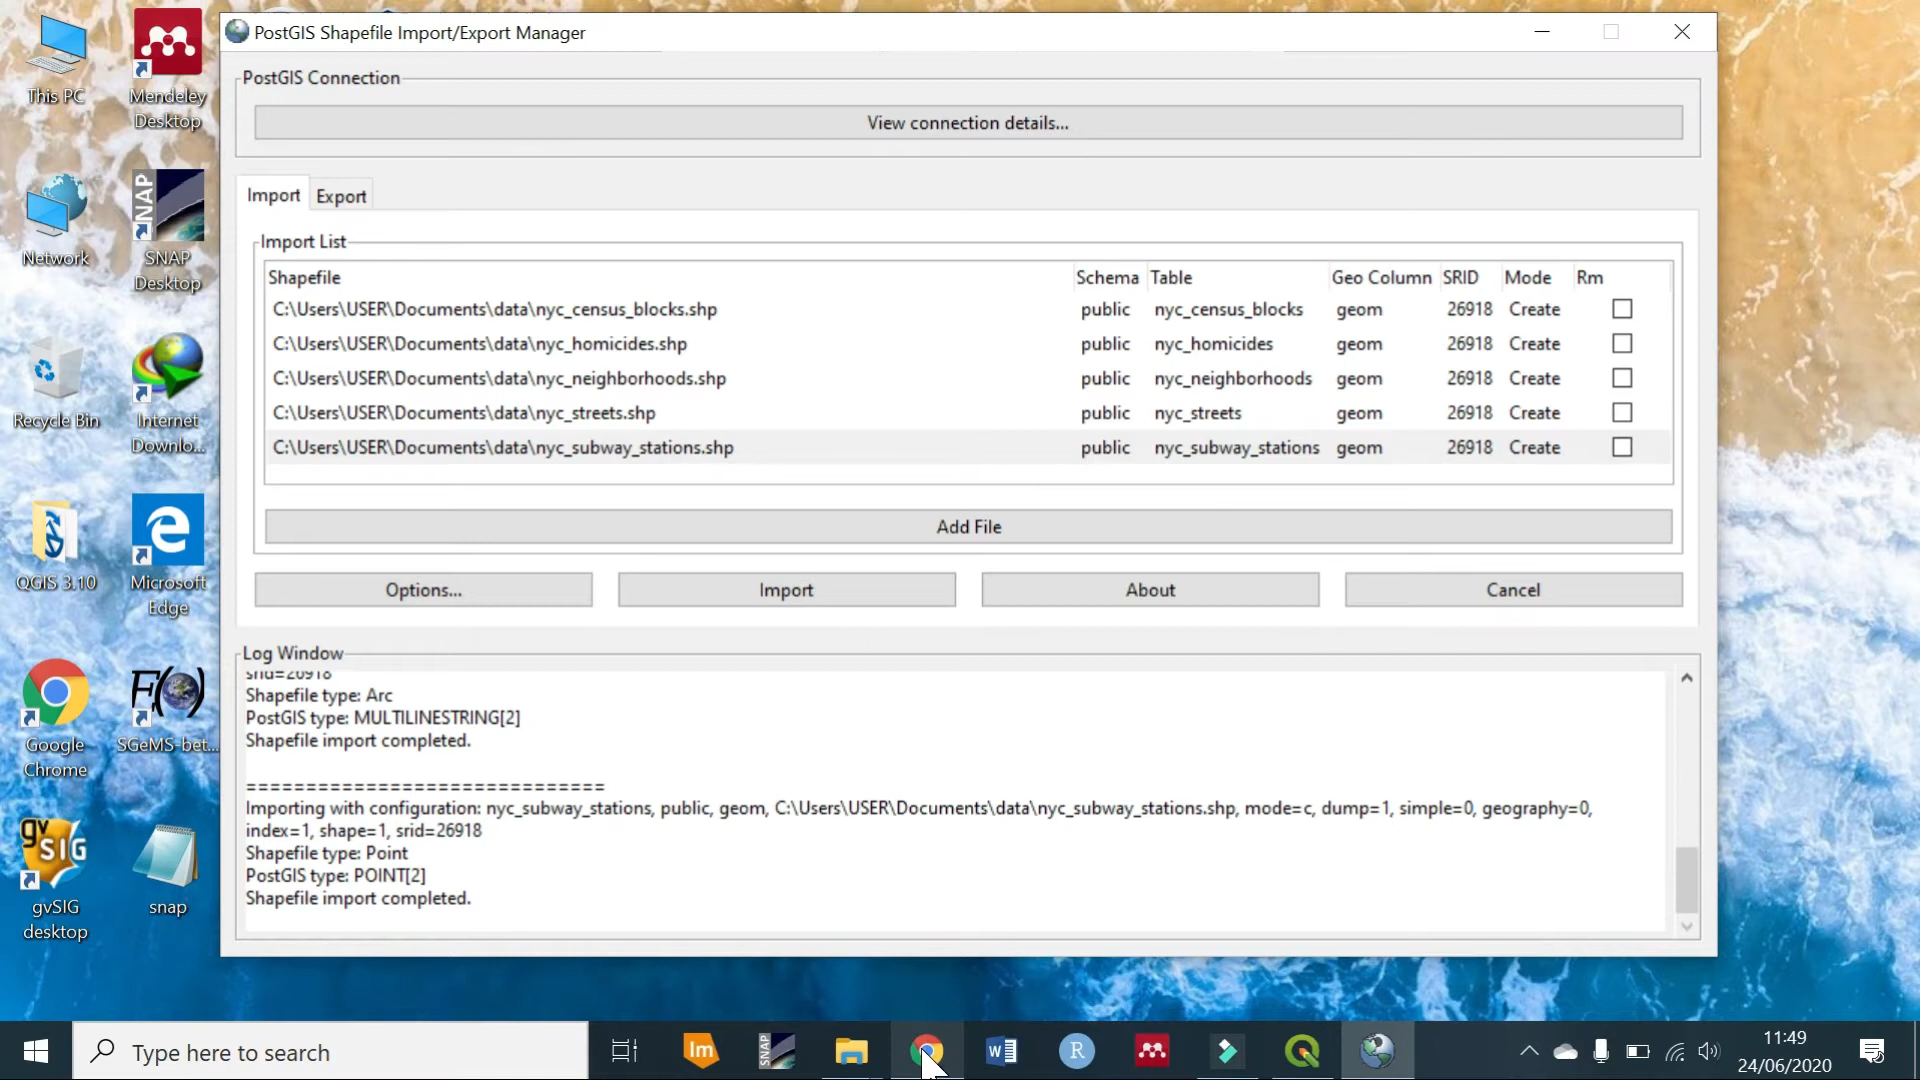 PostGIS Shapefile Import/Export Manager
PostGIS Connection
View connection details...
Import Export
Import List
Shapefile Schema Table Geo Column SRID Mode Rm
C:\Users\USER\Documents\data\nyc_census_blocks.shp public nyc_census_blocks geom 26918 Create
C:\Users\USER\Documents\data\nyc_homicides.shp public nyc_homicides geom 26918 Create
C:\Users\USER\Documents\data\nyc_neighborhoods.shp public nyc_neighborhoods geom 26918 Create
C:\Users\USER\Documents\data\nyc_streets.shp public nyc_streets geom 26918 Create
C:\Users\USER\Documents\data\nyc_subway_stations.shp public nyc_subway_stations geom 26918 Create
Add File
Options... Import About Cancel
Log Window
srid=26918
Shapefile type: Arc
PostGIS type: MULTILINESTRING[2]
Shapefile import completed.
==============================
Importing with configuration: nyc_subway_stations, public, geom, C:\Users\USER\Documents\data\nyc_subway_stations.shp, mode=c, dump=1, simple=0, geography=0,
index=1, shape=1, srid=26918
Shapefile type: Point
PostGIS type: POINT[2]
Shapefile import completed.
This PC
Mendeley
Desktop
Network
SNAP
SNAP
Desktop
Recycle Bin
Internet
Downlo...
QGIS 3.10
Microsoft
Edge
Google
Chrome
F(x)
SGeMS-bet...
gv
SIG
gvSIG
desktop
snap
Type here to search
Im
SNAP
W
R
11:49
24/06/2020